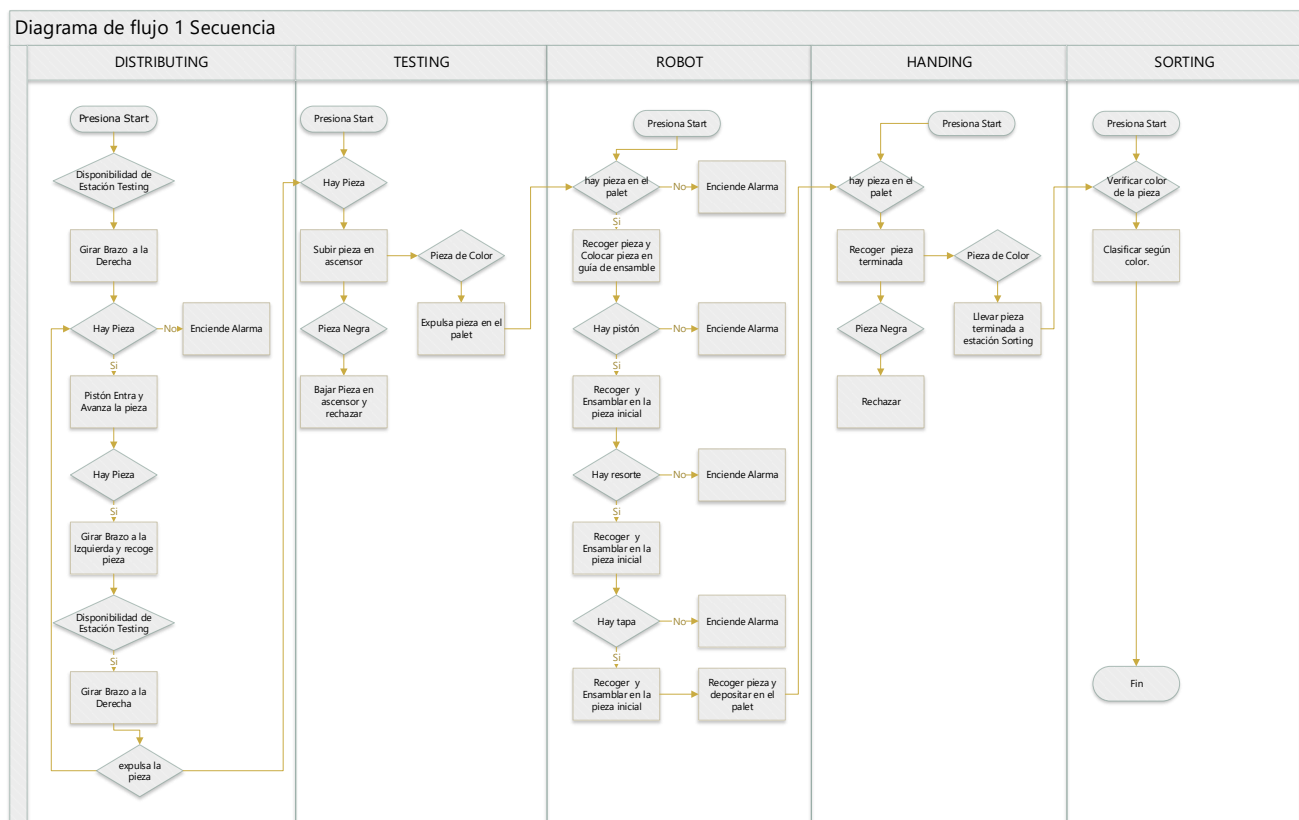 Diagrama de flujo 1 Secuencia
DISTRIBUTING
Presiona Start
Disponibilidad de
Estación Testing
Girar Brazo a la
Derecha
Hay Pieza
No
Enciende Alarma
Si
Pistón Entra y
Avanza la pieza
Hay Pieza
Si
Girar Brazo a la
Izquierda y recoge
pieza
Disponibilidad de
Estación Testing
Si
Girar Brazo a la
Derecha
expulsa la
pieza
TESTING
Presiona Start
Hay Pieza
Subir pieza en
ascensor
Pieza de Color
Pieza Negra
Expulsa pieza en el
palet
Bajar Pieza en
ascensor y
rechazar
ROBOT
Presiona Start
hay pieza en el
palet
No
Enciende Alarma
Si
Recoger pieza y
Colocar pieza en
guía de ensamble
Hay pistón
No
Enciende Alarma
Si
Recoger y
Ensamblar en la
pieza inicial
Hay resorte
No
Enciende Alarma
Si
Recoger y
Ensamblar en la
pieza inicial
Hay tapa
No
Enciende Alarma
Si
Recoger y
Ensamblar en la
pieza inicial
Recoger pieza y
depositar en el
palet
HANDING
Presiona Start
hay pieza en el
palet
Recoger pieza
terminada
Pieza de Color
Pieza Negra
Llevar pieza
terminada a
estación Sorting
Rechazar
SORTING
Presiona Start
Verificar color
de la pieza
Clasificar según
color.
Fin